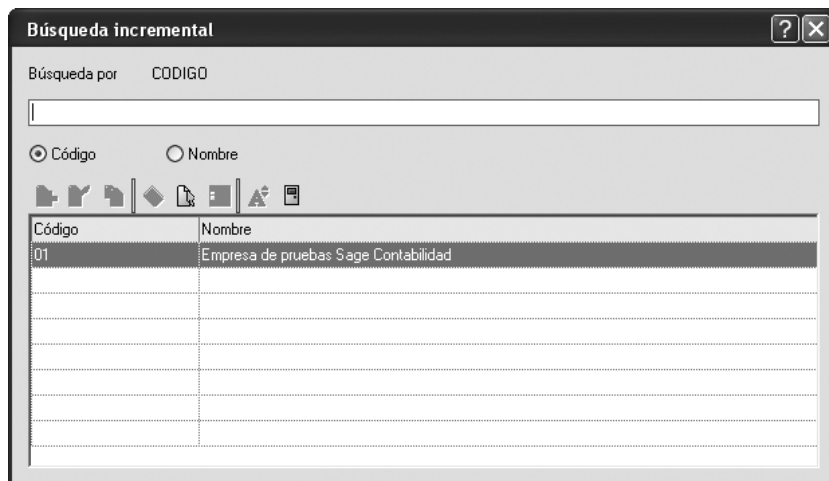 Búsqueda incremental
Búsqueda por CODIGO
Código Nombre
Código Nombre
01 Empresa de pruebas Sage Contabilidad